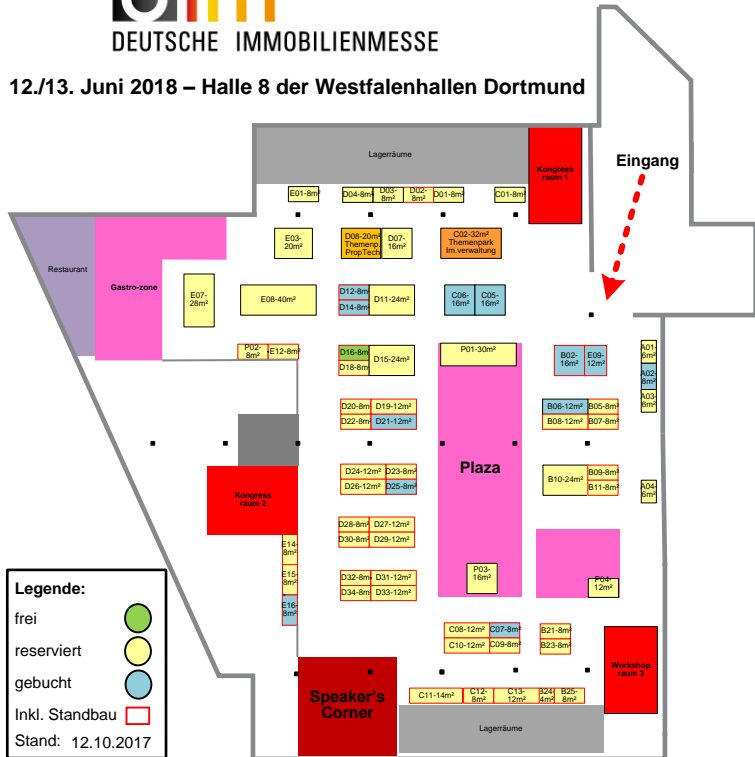 DEUTSCHE IMMOBILIENMESSE
12./13. Juni 2018 – Halle 8 der Westfalenhallen Dortmund
Lagerräume
Kongress
raum 1
Eingang
E01-8m²
D04-8m²
D03-
8m²
D02-
8m²
D01-8m²
C01-8m²
E03-
20m²
D08-20m²
Themenp.
PropTech
D07-
16m²
C02-32m²
Themenpark
Im.verwaltung
Restaurant
Gastro-zone
E07-
28m²
E08-40m²
D12-8m²
D14-8m²
D11-24m²
C06-
16m²
C05-
16m²
P02-
8m²
E12-8m²
D16-8m
D18-8m
D15-24m²
P01-30m²
B02-
16m²
E09-
12m²
A01-
6m²
A02-
8m²
A03-
6m²
D20-8m
D19-12m²
D22-8m²
D21-12m²
B06-12m²
B05-8m²
B08-12m²
B07-8m²
Plaza
D24-12m²
D23-8m²
D26-12m²
D25-8m²
B10-24m²
B09-8m²
B11-8m²
A04-
6m²
Kongress
raum 2
D28-8m²
D27-12m²
D30-8m²
D29-12m²
E14-
8m²
E15-
8m²
E16-
8m²
D32-8m
D31-12m²
D34-8m²
D33-12m²
P03-
16m²
P04-
12m²
C08-12m²
C07-8m²
C10-12m²
C09-8m²
B21-8m²
B23-8m²
Workshop
raum 3
Speaker's
Corner
C11-14m²
C12-
8m²
C13-
12m²
B24-
4m²
B25-
8m²
Lagerräume
Legende:
frei
reserviert
gebucht
Inkl. Standbau
Stand: 12.10.2017